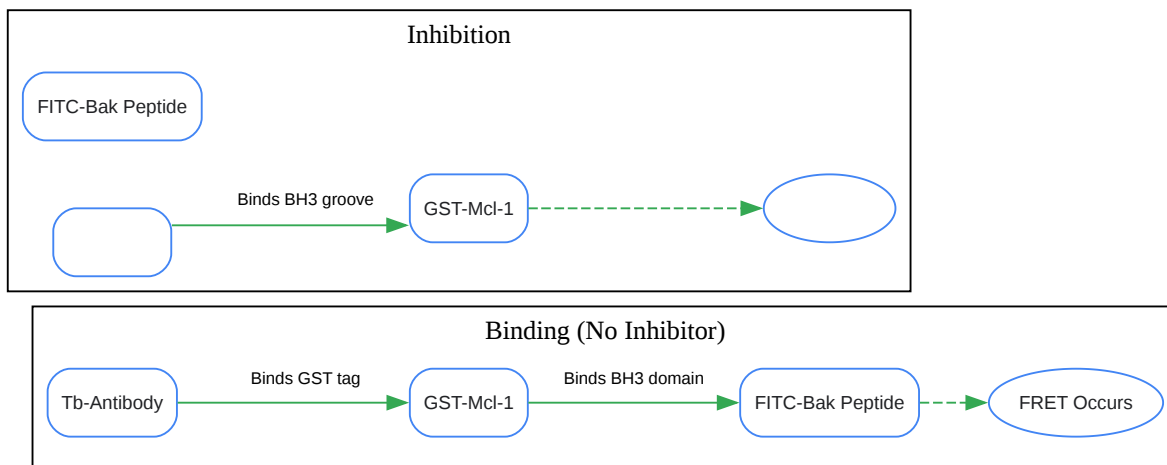 Inhibition
FITC-Bak Peptide
Binds BH3 groove
GST-Mcl-1
Binding (No Inhibitor)
Tb-Antibody
Binds GST tag
GST-Mcl-1
Binds BH3 domain
FITC-Bak Peptide
FRET Occurs